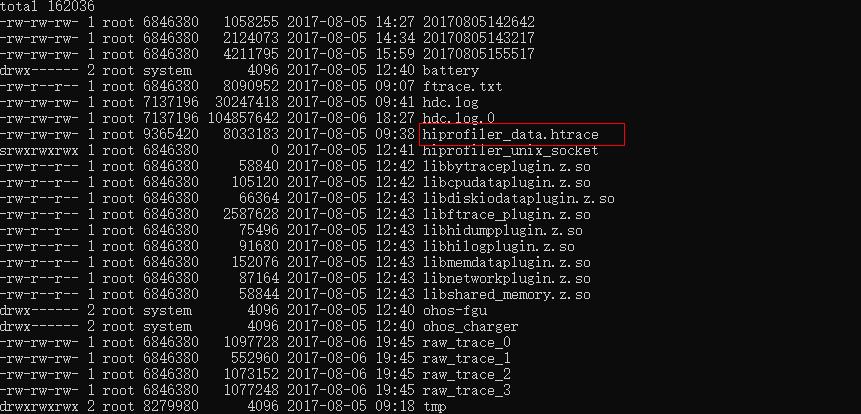 total 162036
-rw-rw-rw- 1 root 6846380 1058255 2017-08-05 14:27 20170805142642
-rw-rw-rw- 1 root 6846380 2124073 2017-08-05 14:34 20170805143217
-rw-rw-rw- 1 root 6846380 4211795 2017-08-05 15:59 20170805155517
drwx------ 2 root system 4096 2017-08-05 12:40 battery
-rw-r--r-- 1 root 6846380 8090952 2017-08-05 09:07 ftrace.txt
-rw-rw-rw- 1 root 7137196 30247418 2017-08-05 09:41 hdc.log
-rw-rw-rw- 1 root 7137196 104857642 2017-08-06 18:27 hdc.log.0
-rw-rw-rw- 1 root 9365420 8033183 2017-08-05 09:38 hiprofiler_data.htrace
srwxrwxrwx 1 root 6846380 0 2017-08-05 12:41 hiprofiler_unix_socket
-rw-r--r-- 1 root 6846380 58840 2017-08-05 12:42 libbytraceplugin.z.so
-rw-r--r-- 1 root 6846380 105120 2017-08-05 12:42 libcpudataplugin.z.so
-rw-r--r-- 1 root 6846380 66364 2017-08-05 12:43 libdiskiodataplugin.z.so
-rw-r--r-- 1 root 6846380 2587628 2017-08-05 12:43 libftrace_plugin.z.so
-rw-r--r-- 1 root 6846380 75496 2017-08-05 12:43 libhidumpplugin.z.so
-rw-r--r-- 1 root 6846380 91680 2017-08-05 12:43 libhilogplugin.z.so
-rw-r--r-- 1 root 6846380 152076 2017-08-05 12:43 libmemdataplugin.z.so
-rw-r--r-- 1 root 6846380 87164 2017-08-05 12:43 libnetworkplugin.z.so
-rw-r--r-- 1 root 6846380 58844 2017-08-05 12:43 libshared_memory.z.so
drwx------ 2 root system 4096 2017-08-05 12:40 ohos-fgu
drwx------ 2 root system 4096 2017-08-05 12:40 ohos_charger
-rw-rw-rw- 1 root 6846380 1097728 2017-08-06 19:45 raw_trace_0
-rw-rw-rw- 1 root 6846380 552960 2017-08-06 19:45 raw_trace_1
-rw-rw-rw- 1 root 6846380 1073152 2017-08-06 19:45 raw_trace_2
-rw-rw-rw- 1 root 6846380 1077248 2017-08-06 19:45 raw_trace_3
drwxrwxrwx 2 root 8279980 4096 2017-08-05 09:18 tmp